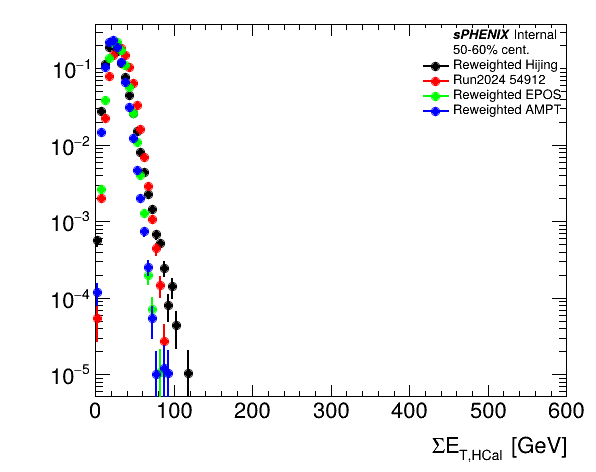 sPHENIX Internal
50-60% cent.
Reweighted Hijing
Run2024 54912
Reweighted EPOS
Reweighted AMPT
10⁻¹
10⁻²
10⁻³
10⁻⁴
10⁻⁵
0 100 200 300 400 500 600
ΣE_T,HCal [GeV]